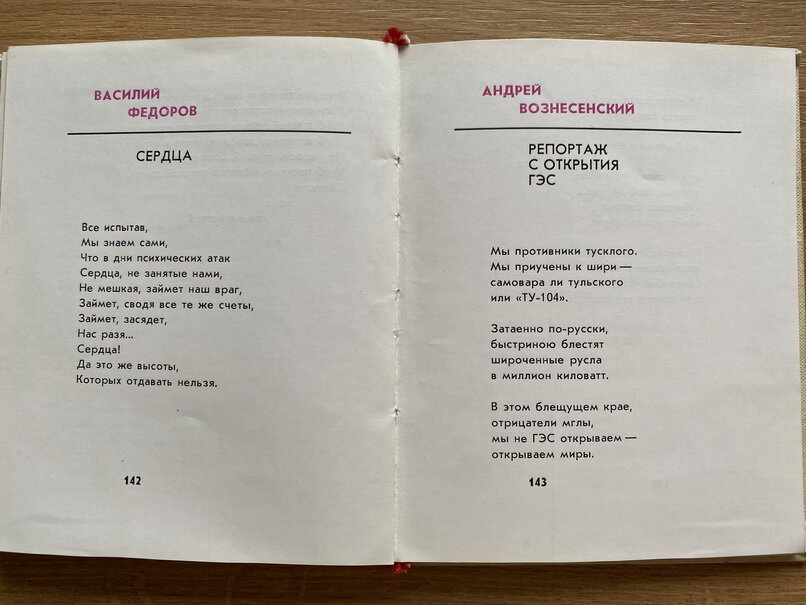 ВАСИЛИЙ
ФЕДОРОВ
СЕРДЦА
Все испытав,
Мы знаем сами,
Что в дни психических атак
Сердца, не занятые нами,
Не мешкая, займет наш враг,
Займет, сводя все те же счеты,
Займет, засядет,
Нас разя...
Сердца!
Да это же высоты,
Которых отдавать нельзя.
142
АНДРЕЙ
ВОЗНЕСЕНСКИЙ
РЕПОРТАЖ
С ОТКРЫТИЯ
ГЭС
Мы противники тусклого.
Мы приучены к шири —
самовара ли тульского
или «ТУ-104».
Затаенно по-русски,
быстриною блестят
широченные русла
в миллион киловатт.
В этом блещущем крае,
отрицатели мглы,
мы не ГЭС открываем —
открываем миры.
143